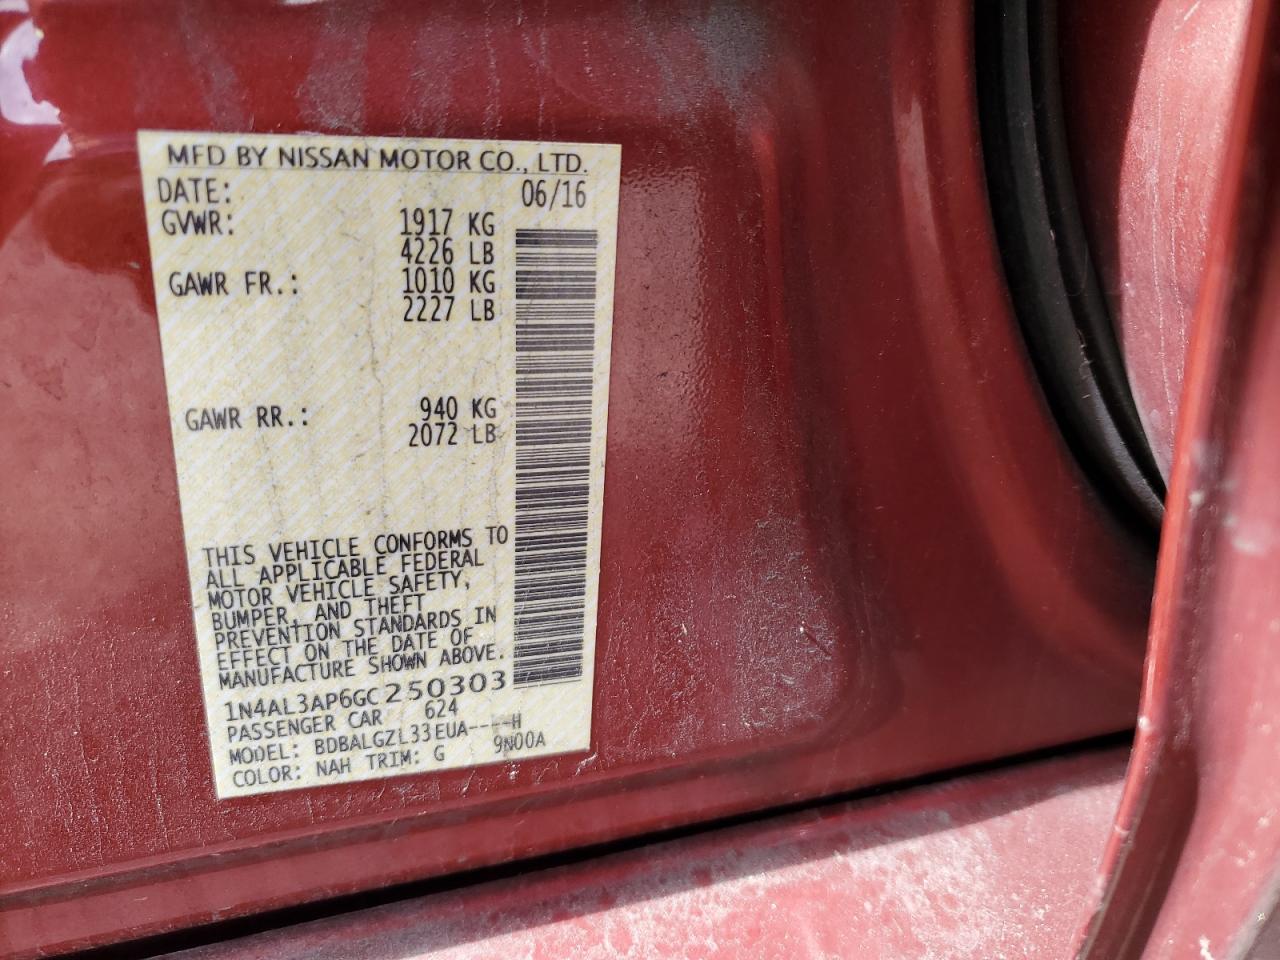 MFD BY NISSAN MOTOR CO., LTD.
DATE: 06/16
GVWR: 1917 KG
4226 LB
GAWR FR.: 1010 KG
2227 LB
GAWR RR.: 940 KG
2072 LB
THIS VEHICLE CONFORMS TO
ALL APPLICABLE FEDERAL
MOTOR VEHICLE SAFETY,
BUMPER, AND THEFT
PREVENTION STANDARDS IN
EFFECT ON THE DATE OF
MANUFACTURE SHOWN ABOVE.
1N4AL3AP6GC250303
PASSENGER CAR 624
MODEL: BDBALGZL33EUA----H
COLOR: NAH TRIM: G 9N00A